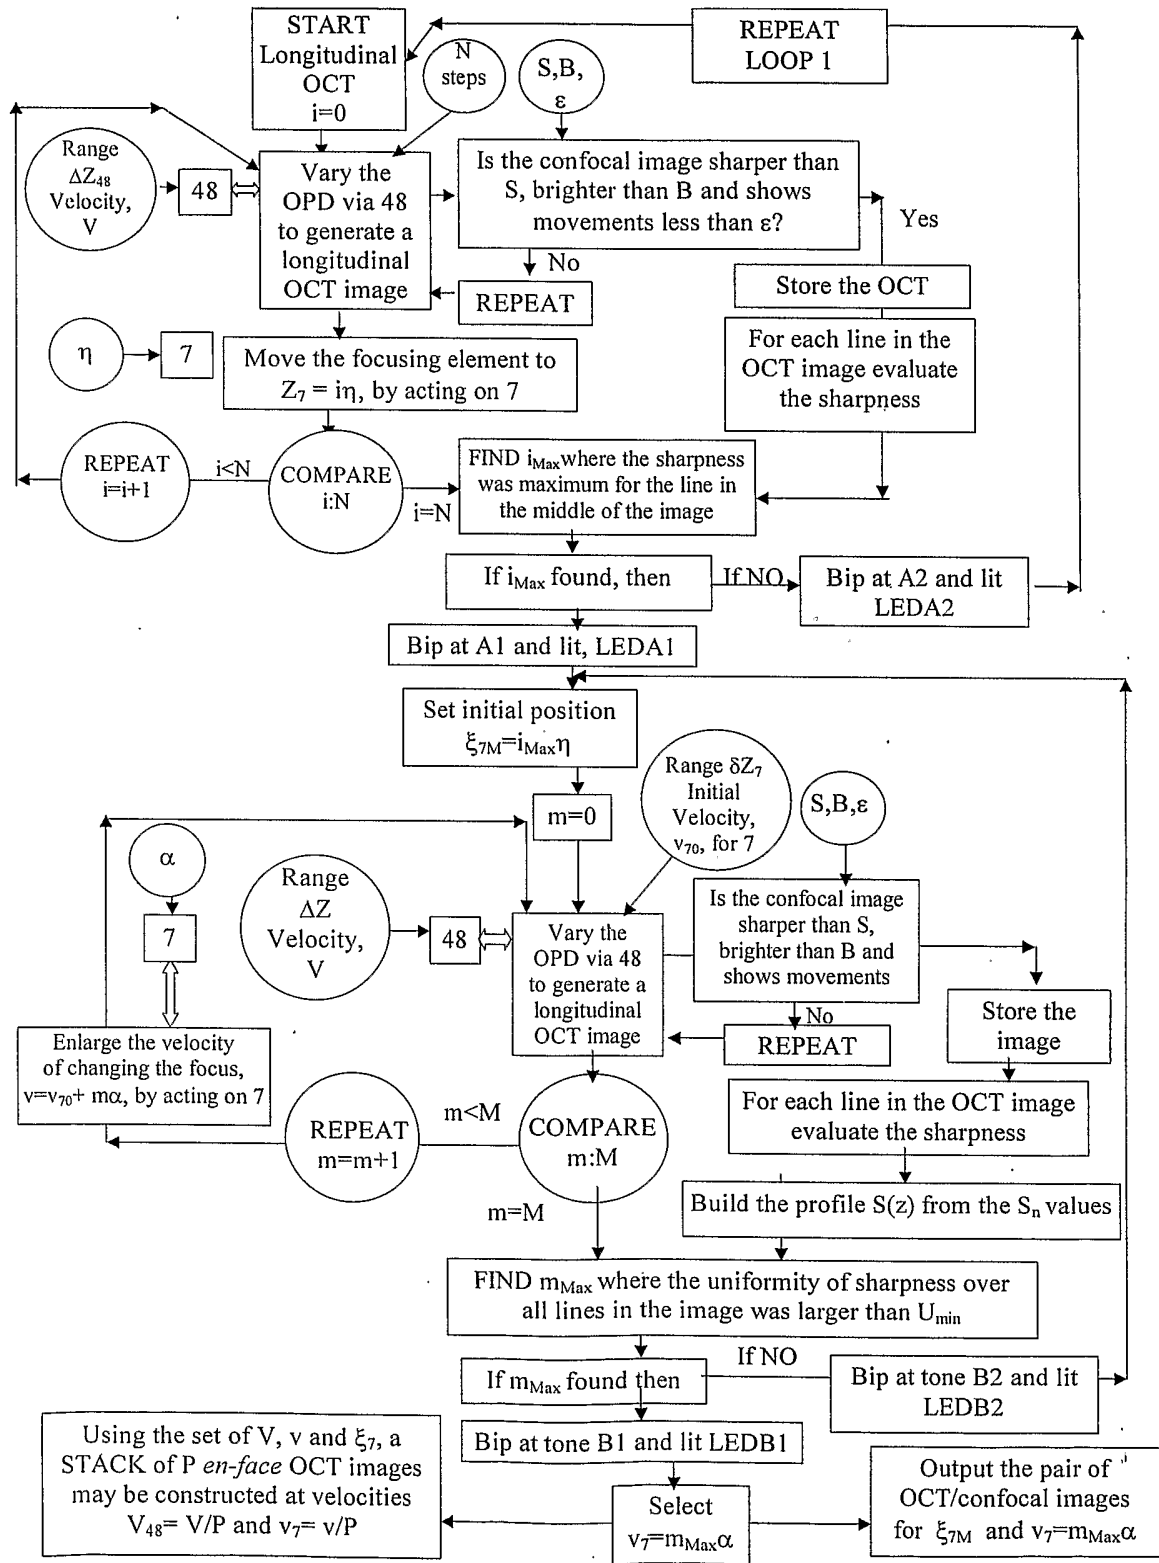 START
Longitudinal
OCT
i=0
N
steps
S,B,
ε
REPEAT
LOOP 1
Range
ΔZ48
Velocity,
V
48
Vary the
OPD via 48
to generate a
longitudinal
OCT image
Is the confocal image sharper than
S, brighter than B and shows
movements less than ε?
Yes
No
REPEAT
Store the OCT
For each line in the
OCT image evaluate
the sharpness
η
7
Move the focusing element to
Z7 = iη, by acting on 7
REPEAT
i=i+1
i<N
COMPARE
i:N
i=N
FIND iMax where the sharpness
was maximum for the line in
the middle of the image
If iMax found, then
If NO
Bip at A2 and lit
LEDA2
Bip at A1 and lit, LEDA1
Set initial position
ξ7M=iMaxη
m=0
Range δZ7
Initial
Velocity,
v70, for 7
S,B,ε
α
7
Range
ΔZ
Velocity,
V
48
Vary the
OPD via 48
to generate a
longitudinal
OCT image
Is the confocal image
sharper than S,
brighter than B and
shows movements
No
REPEAT
Store the
image
Enlarge the velocity
of changing the focus,
v=v70+ mα, by acting on 7
For each line in the OCT image
evaluate the sharpness
REPEAT
m=m+1
m<M
COMPARE
m:M
m=M
Build the profile S(z) from the Sn values
FIND mMax where the uniformity of sharpness over
all lines in the image was larger than Umin
If mMax found then
If NO
Bip at tone B2 and lit
LEDB2
Bip at tone B1 and lit LEDB1
Using the set of V, v and ξ7, a
STACK of P en-face OCT images
may be constructed at velocities
V48= V/P and v7= v/P
Select
v7=mMaxα
Output the pair of
OCT/confocal images
for ξ7M and v7=mMaxα